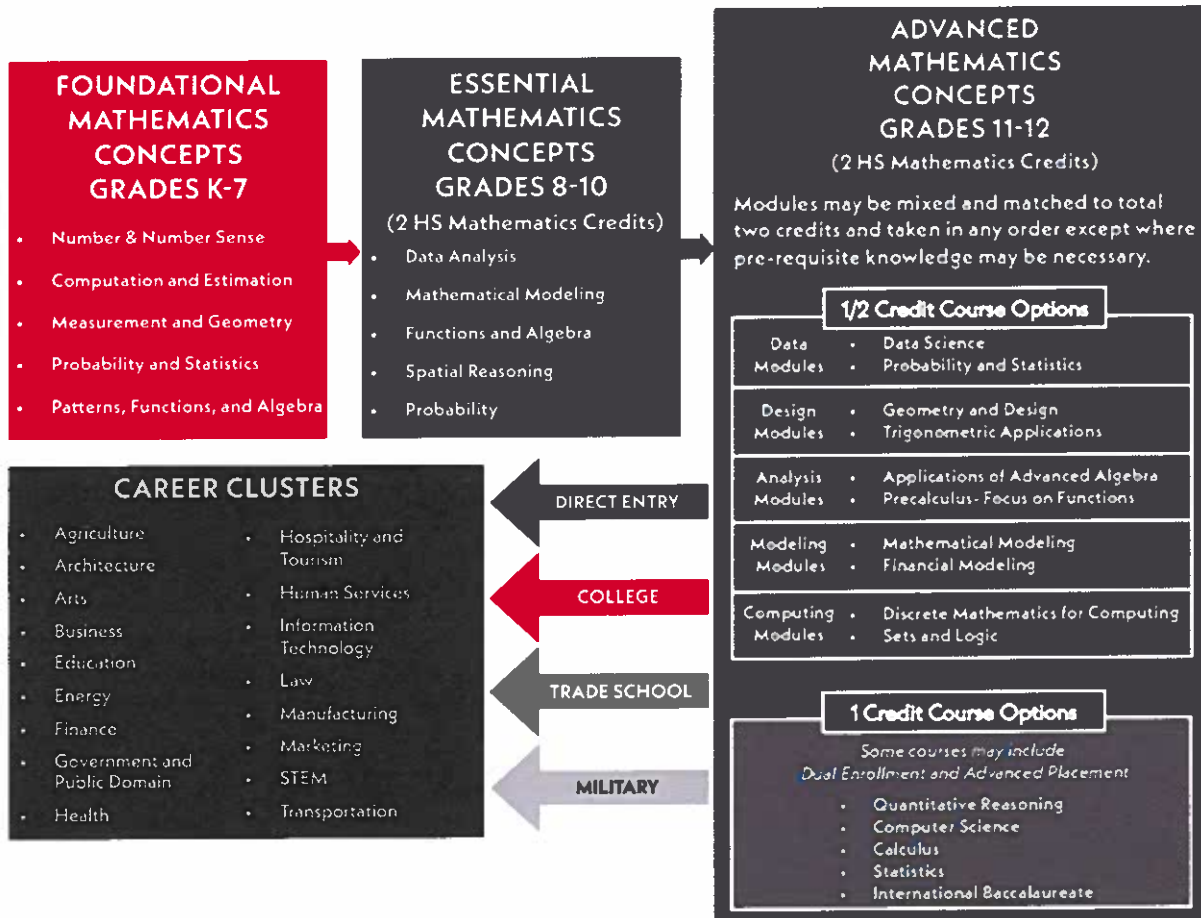 FOUNDATIONAL
MATHEMATICS
CONCEPTS
GRADES K-7
• Number & Number Sense
• Computation and Estimation
• Measurement and Geometry
• Probability and Statistics
• Patterns, Functions, and Algebra
ESSENTIAL
MATHEMATICS
CONCEPTS
GRADES 8-10
(2 HS Mathematics Credits)
• Data Analysis
• Mathematical Modeling
• Functions and Algebra
• Spatial Reasoning
• Probability
ADVANCED
MATHEMATICS
CONCEPTS
GRADES 11-12
(2 HS Mathematics Credits)
Modules may be mixed and matched to total
two credits and taken in any order except where
pre-requisite knowledge may be necessary.
1/2 Credit Course Options
Data • Data Science
Modules • Probability and Statistics
Design • Geometry and Design
Modules • Trigonometric Applications
Analysis • Applications of Advanced Algebra
Modules • Precalculus- Focus on Functions
Modeling • Mathematical Modeling
Modules • Financial Modeling
Computing • Discrete Mathematics for Computing
Modules • Sets and Logic
1 Credit Course Options
Some courses may include
Dual Enrollment and Advanced Placement
• Quantitative Reasoning
• Computer Science
• Calculus
• Statistics
• International Baccalaureate
DIRECT ENTRY
COLLEGE
TRADE SCHOOL
MILITARY
CAREER CLUSTERS
• Agriculture
• Architecture
• Arts
• Business
• Education
• Energy
• Finance
• Government and
Public Domain
• Health
• Hospitality and
Tourism
• Human Services
• Information
Technology
• Law
• Manufacturing
• Marketing
• STEM
• Transportation